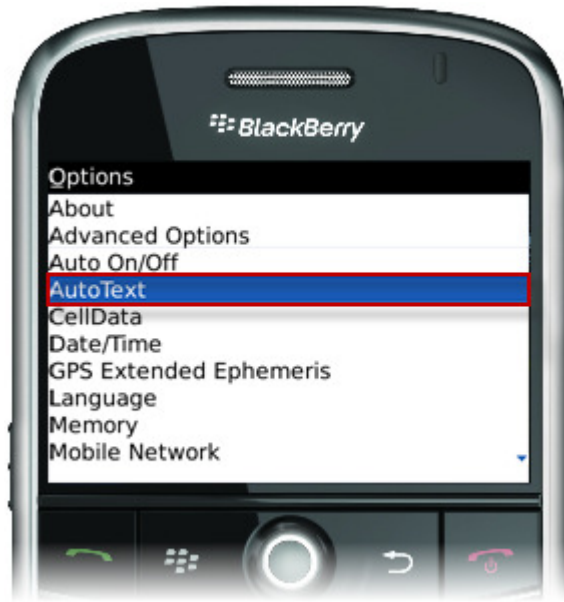 BlackBerry
Options
About
Advanced Options
Auto On/Off
AutoText
CellData
Date/Time
GPS Extended Ephemeris
Language
Memory
Mobile Network